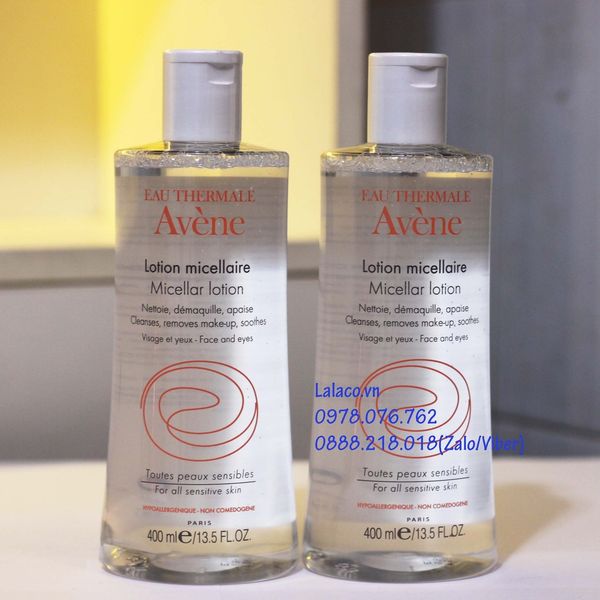 EAU THERMALE
Avène
Lotion micellaire
Micellar lotion
Nettoie, démaquille, apaise
Cleanses, removes make-up, soothes
Visage et yeux - Face and eyes
Toutes peaux sensibles
For all sensitive skin
HYPOALLERGENIQUE - NON COMEDOGENE
PARIS
400 ml e/13.5 FL.OZ.
EAU THERMALE
Avène
Lotion micellaire
Micellar lotion
Nettoie, démaquille, apaise
Cleanses, removes make-up, soothes
Visage et yeux - Face and eyes
Lalaco.vn
0978.076.762
0888.218.018(Zalo/Viber)
Toutes peaux sensibles
For all sensitive skin
HYPOALLERGENIQUE - NON COMEDOGENE
PARIS
400 ml e/13.5 FL.OZ.